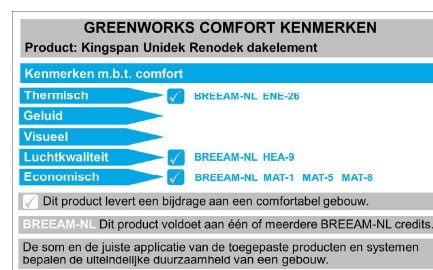 GREENWORKS COMFORT KENMERKEN
Product: Kingspan Unidek Renodek dakelement
Kenmerken m.b.t. comfort
Thermisch BREEAM-NL ENE-26
Geluid
Visueel
Luchtkwaliteit BREEAM-NL HEA-9
Economisch BREEAM-NL MAT-1 MAT-5 MAT-8
Dit product levert een bijdrage aan een comfortabel gebouw.
BREEAM-NL Dit product voldoet aan één of meerdere BREEAM-NL credits.
De som en de juiste applicatie van de toegepaste producten en systemen
bepalen de uiteindelijke duurzaamheid van een gebouw.